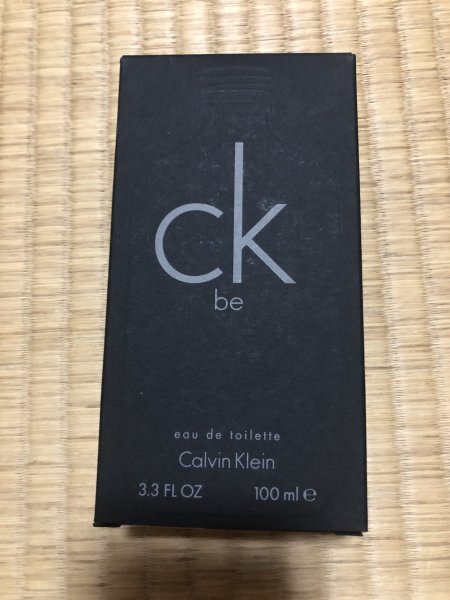 ck
be
eau de toilette
Calvin Klein
3.3 FL OZ 100 ml ℮